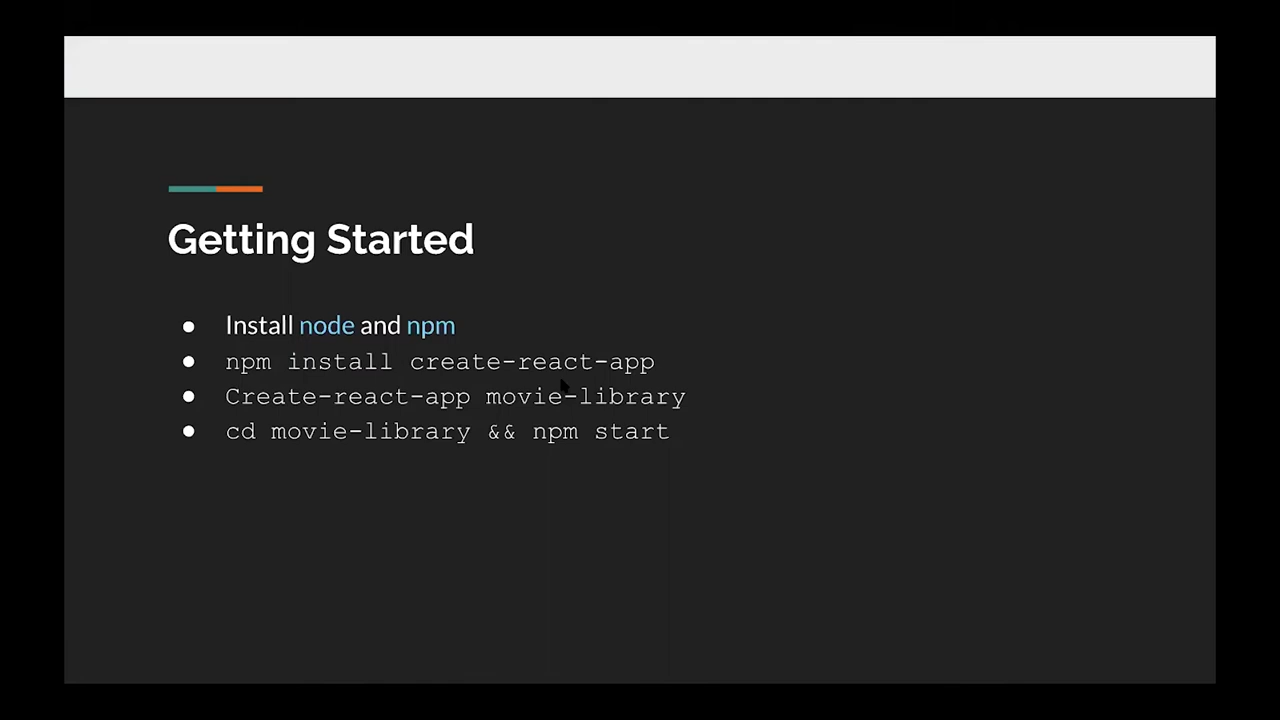 Getting Started
● Install node and npm
● npm install create-react-app
● Create-react-app movie-library
● cd movie-library && npm start